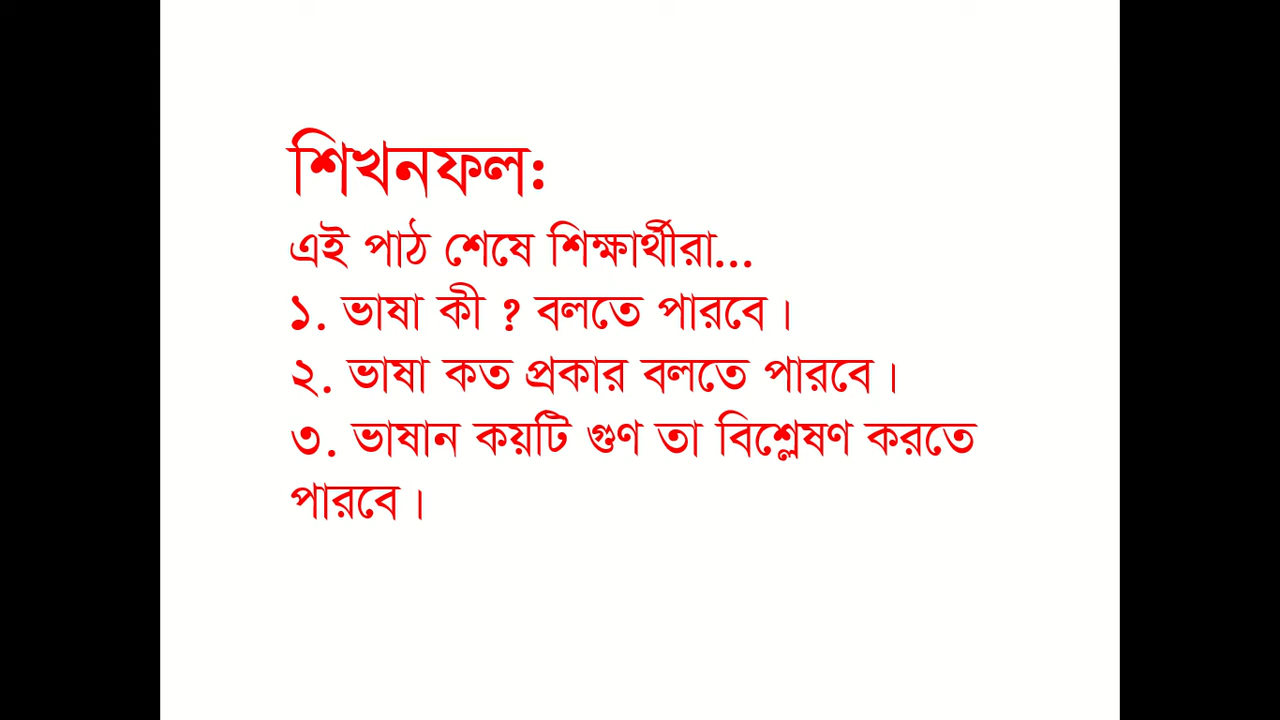 শিখনফল:
এই পাঠ শেষে শিক্ষার্থীরা...
১. ভাষা কী ? বলতে পারবে।
২. ভাষা কত প্রকার বলতে পারবে।
৩. ভাষান কয়টি গুণ তা বিশ্লেষণ করতে
পারবে।